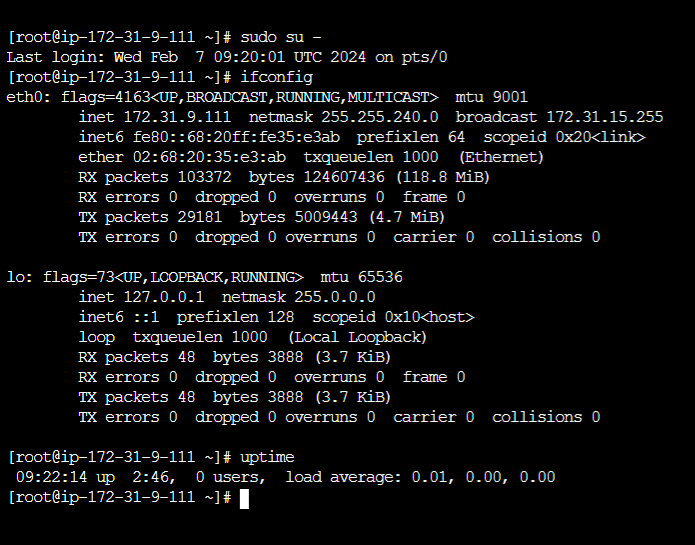 [root@ip-172-31-9-111 ~]# sudo su -
Last login: Wed Feb  7 09:20:01 UTC 2024 on pts/0
[root@ip-172-31-9-111 ~]# ifconfig
eth0: flags=4163<UP,BROADCAST,RUNNING,MULTICAST>  mtu 9001
        inet 172.31.9.111  netmask 255.255.240.0  broadcast 172.31.15.255
        inet6 fe80::68:20ff:fe35:e3ab  prefixlen 64  scopeid 0x20<link>
        ether 02:68:20:35:e3:ab  txqueuelen 1000  (Ethernet)
        RX packets 103372  bytes 124607436 (118.8 MiB)
        RX errors 0  dropped 0  overruns 0  frame 0
        TX packets 29181  bytes 5009443 (4.7 MiB)
        TX errors 0  dropped 0 overruns 0  carrier 0  collisions 0

lo: flags=73<UP,LOOPBACK,RUNNING>  mtu 65536
        inet 127.0.0.1  netmask 255.0.0.0
        inet6 ::1  prefixlen 128  scopeid 0x10<host>
        loop  txqueuelen 1000  (Local Loopback)
        RX packets 48  bytes 3888 (3.7 KiB)
        RX errors 0  dropped 0  overruns 0  frame 0
        TX packets 48  bytes 3888 (3.7 KiB)
        TX errors 0  dropped 0 overruns 0  carrier 0  collisions 0

[root@ip-172-31-9-111 ~]# uptime
 09:22:14 up  2:46,  0 users,  load average: 0.01, 0.00, 0.00
[root@ip-172-31-9-111 ~]#